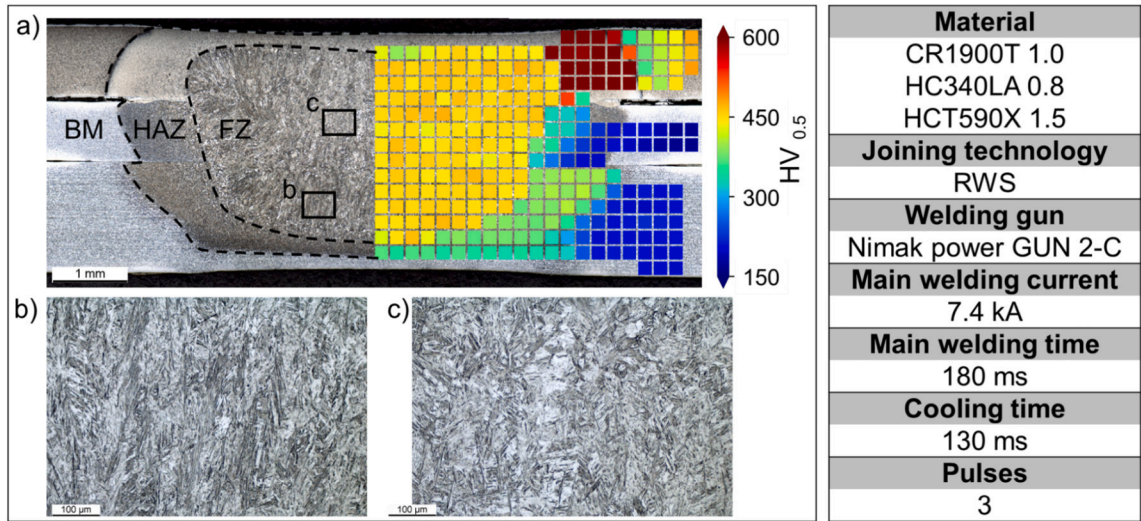 a)
BM
HAZ
FZ
c
b
1 mm
600
450
300
150
HV 0.5
b)
100 µm
c)
100 µm
Material
CR1900T 1.0
HC340LA 0.8
HCT590X 1.5
Joining technology
RWS
Welding gun
Nimak power GUN 2-C
Main welding current
7.4 kA
Main welding time
180 ms
Cooling time
130 ms
Pulses
3